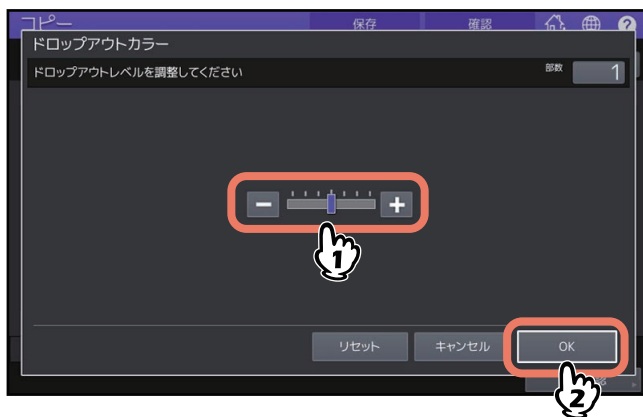 コピー 保存 確認
ドロップアウトカラー
ドロップアウトレベルを調整してください 部数 1
− +
1
リセット キャンセル OK
2